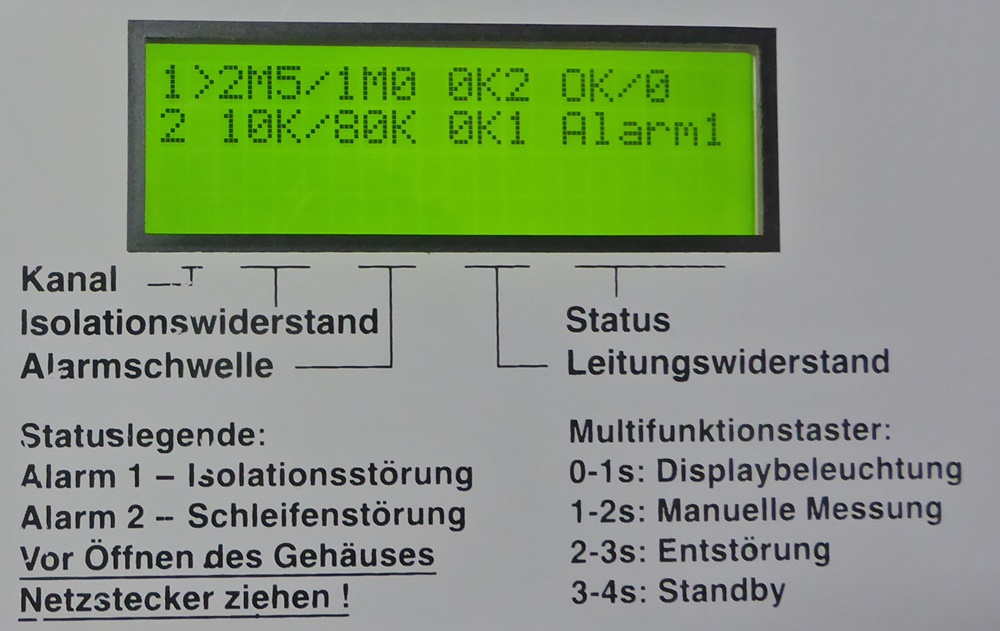 1>2M5/1M0 0K2 OK/0
2 10K/80K 0K1 Alarm1
Kanal
Isolationswiderstand
Alarmschwelle
Status
Leitungswiderstand
Statuslegende:
Alarm 1 – Isolationsstörung
Alarm 2 – Schleifenstörung
Vor Öffnen des Gehäuses
Netzstecker ziehen !
Multifunktionstaster:
0-1s: Displaybeleuchtung
1-2s: Manuelle Messung
2-3s: Entstörung
3-4s: Standby